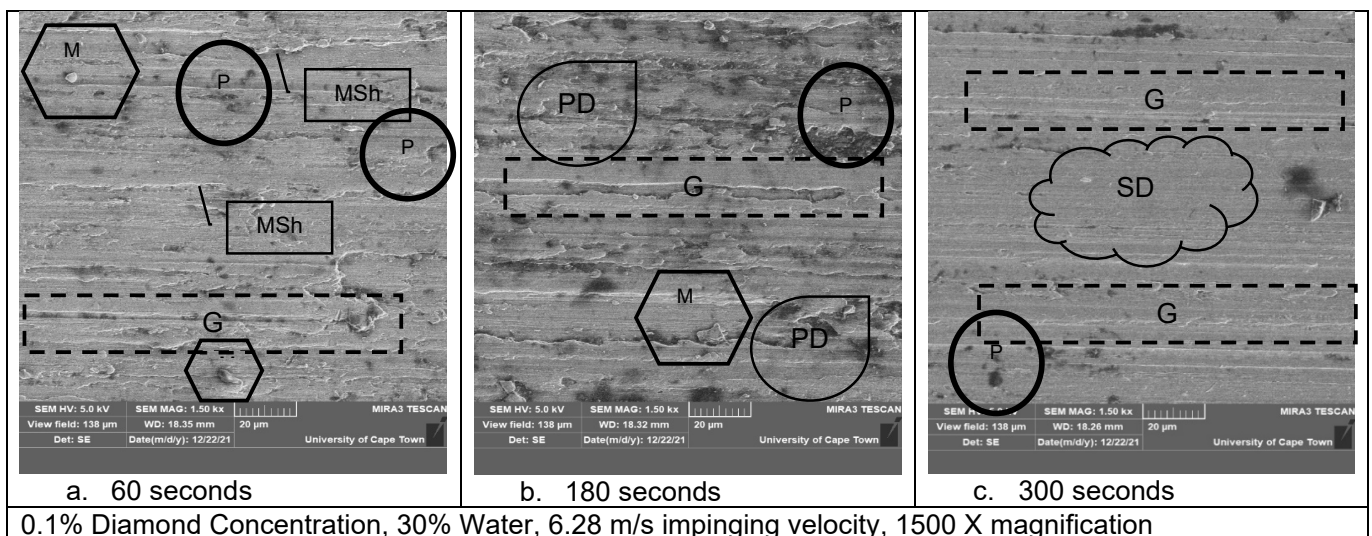 M
P
MSh
P
MSh
G
SEM HV: 5.0 kV SEM MAG: 1.50 kx MIRA3 TESCAN
View field: 138 µm WD: 18.35 mm 20 µm
Det: SE Date(m/d/y): 12/22/21 University of Cape Town
a. 60 seconds
PD
P
G
M
PD
SEM HV: 5.0 kV SEM MAG: 1.50 kx MIRA3 TESCAN
View field: 138 µm WD: 18.32 mm 20 µm
Det: SE Date(m/d/y): 12/22/21 University of Cape Town
b. 180 seconds
G
SD
G
P
SEM MAG: 1.50 kx MIRA3 TESCAN
View field: 138 µm WD: 18.26 mm 20 µm
Det: SE Date(m/d/y): 12/22/21 University of Cape Town
c. 300 seconds
0.1% Diamond Concentration, 30% Water, 6.28 m/s impinging velocity, 1500 X magnification